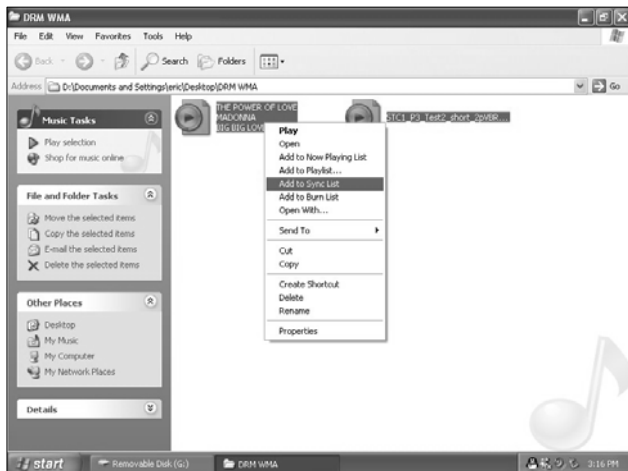 DRM WMA
File Edit View Favorites Tools Help
Back Search Folders
Address D:\Documents and Settings\eric\Desktop\DRM WMA Go
Music Tasks
Play selection
Shop for music online
File and Folder Tasks
Move the selected items
Copy the selected items
E-mail the selected items
Delete the selected items
Other Places
Desktop
My Music
My Computer
My Network Places
Details
THE POWER OF LOVE
MADONNA
BIG BIG LOVE
STC1_P3_Test2_short_2pVBR...
Play
Open
Add to Now Playing List
Add to Playlist...
Add to Sync List
Add to Burn List
Open With...
Send To
Cut
Copy
Create Shortcut
Delete
Rename
Properties
start Removable Disk (G:) DRM WMA 3:16 PM